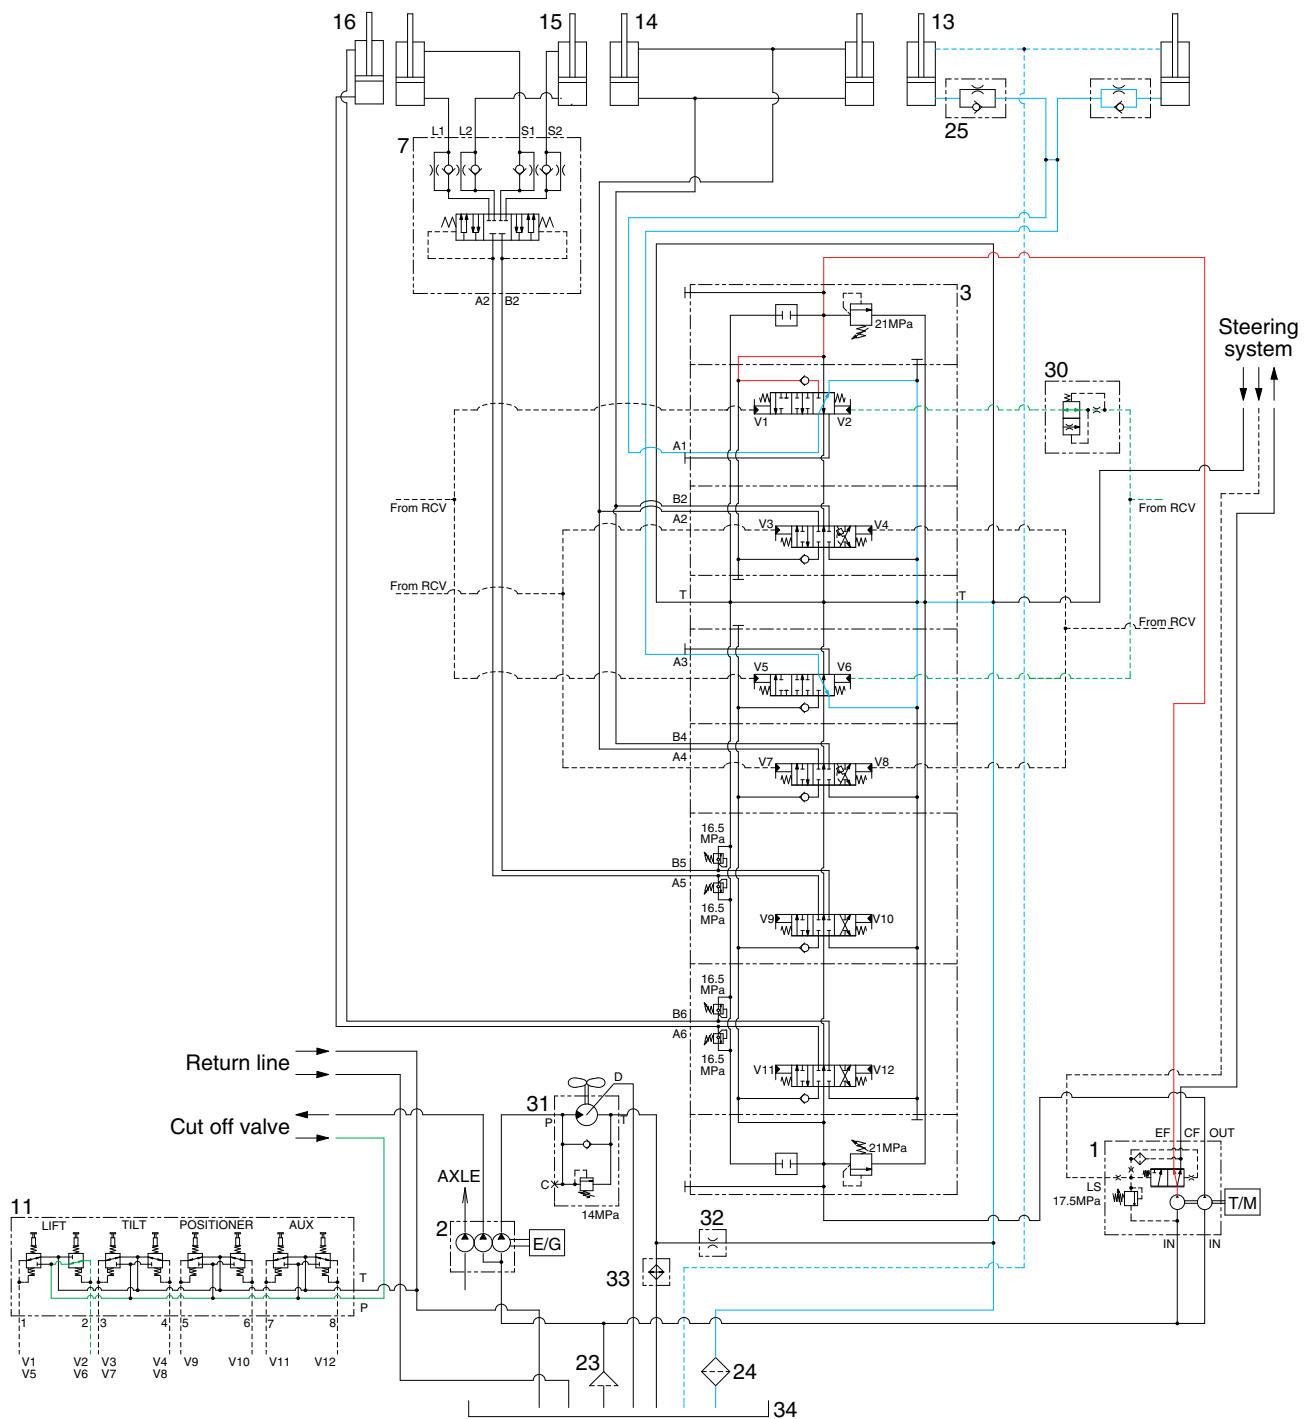 16
15
14
13
25
7
L1 L2 S1 S2
A2 B2
3
21MPa
Steering
system
30
V1
V2
A1
From RCV
From RCV
B2
A2
V3
V4
From RCV
T
T
From RCV
A3
V5
V6
B4
A4
V7
V8
16.5
MPa
B5
A5
16.5
MPa
V9
V10
16.5
MPa
B6
A6
16.5
MPa
V11
V12
Return line
Cut off valve
31
D
P
T
C
14MPa
21MPa
EF CF OUT
1
LS
17.5MPa
T/M
IN IN
AXLE
2
E/G
32
33
11
LIFT TILT POSITIONER AUX
T
P
1 2 3 4 5 6 7 8
V1 V2 V3 V4 V9 V10 V11 V12
V5 V6 V7 V8
23
24
34